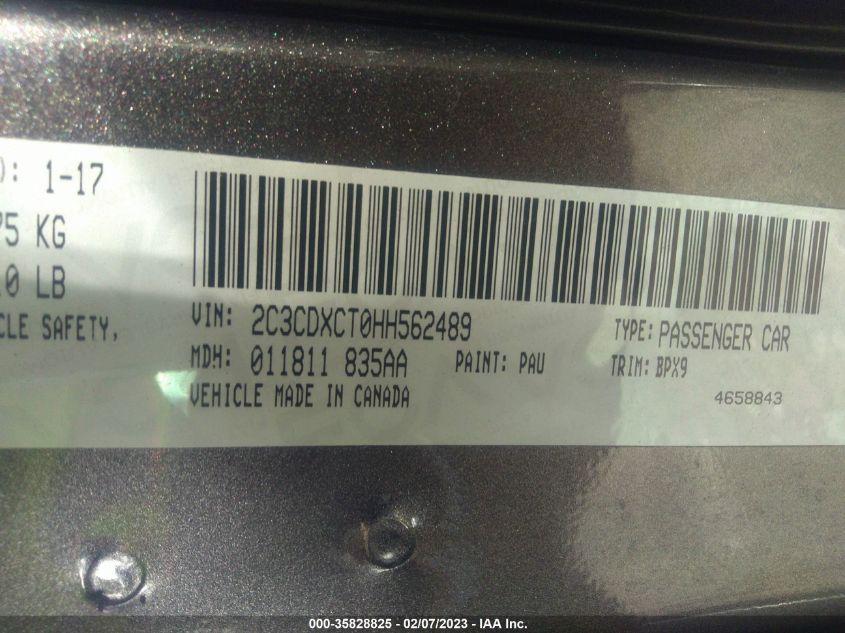 ): 1-17
75 KG
0 LB
CLE SAFETY,
VIN: 2C3CDXCT0HH562489 TYPE: PASSENGER CAR
MDH: 011811 835AA PAINT: PAU TRIM: BPX9
VEHICLE MADE IN CANADA 4658843
000-35828825 - 02/07/2023 - IAA Inc.